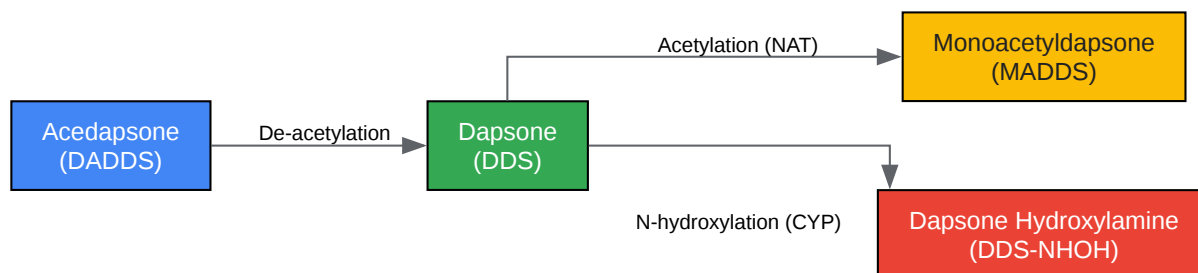 Acetylation (NAT)
Monoacetyldapsone
(MADDS)
Acedapsone
(DADDS)
De-acetylation
Dapsone
(DDS)
N-hydroxylation (CYP)
Dapsone Hydroxylamine
(DDS-NHOH)